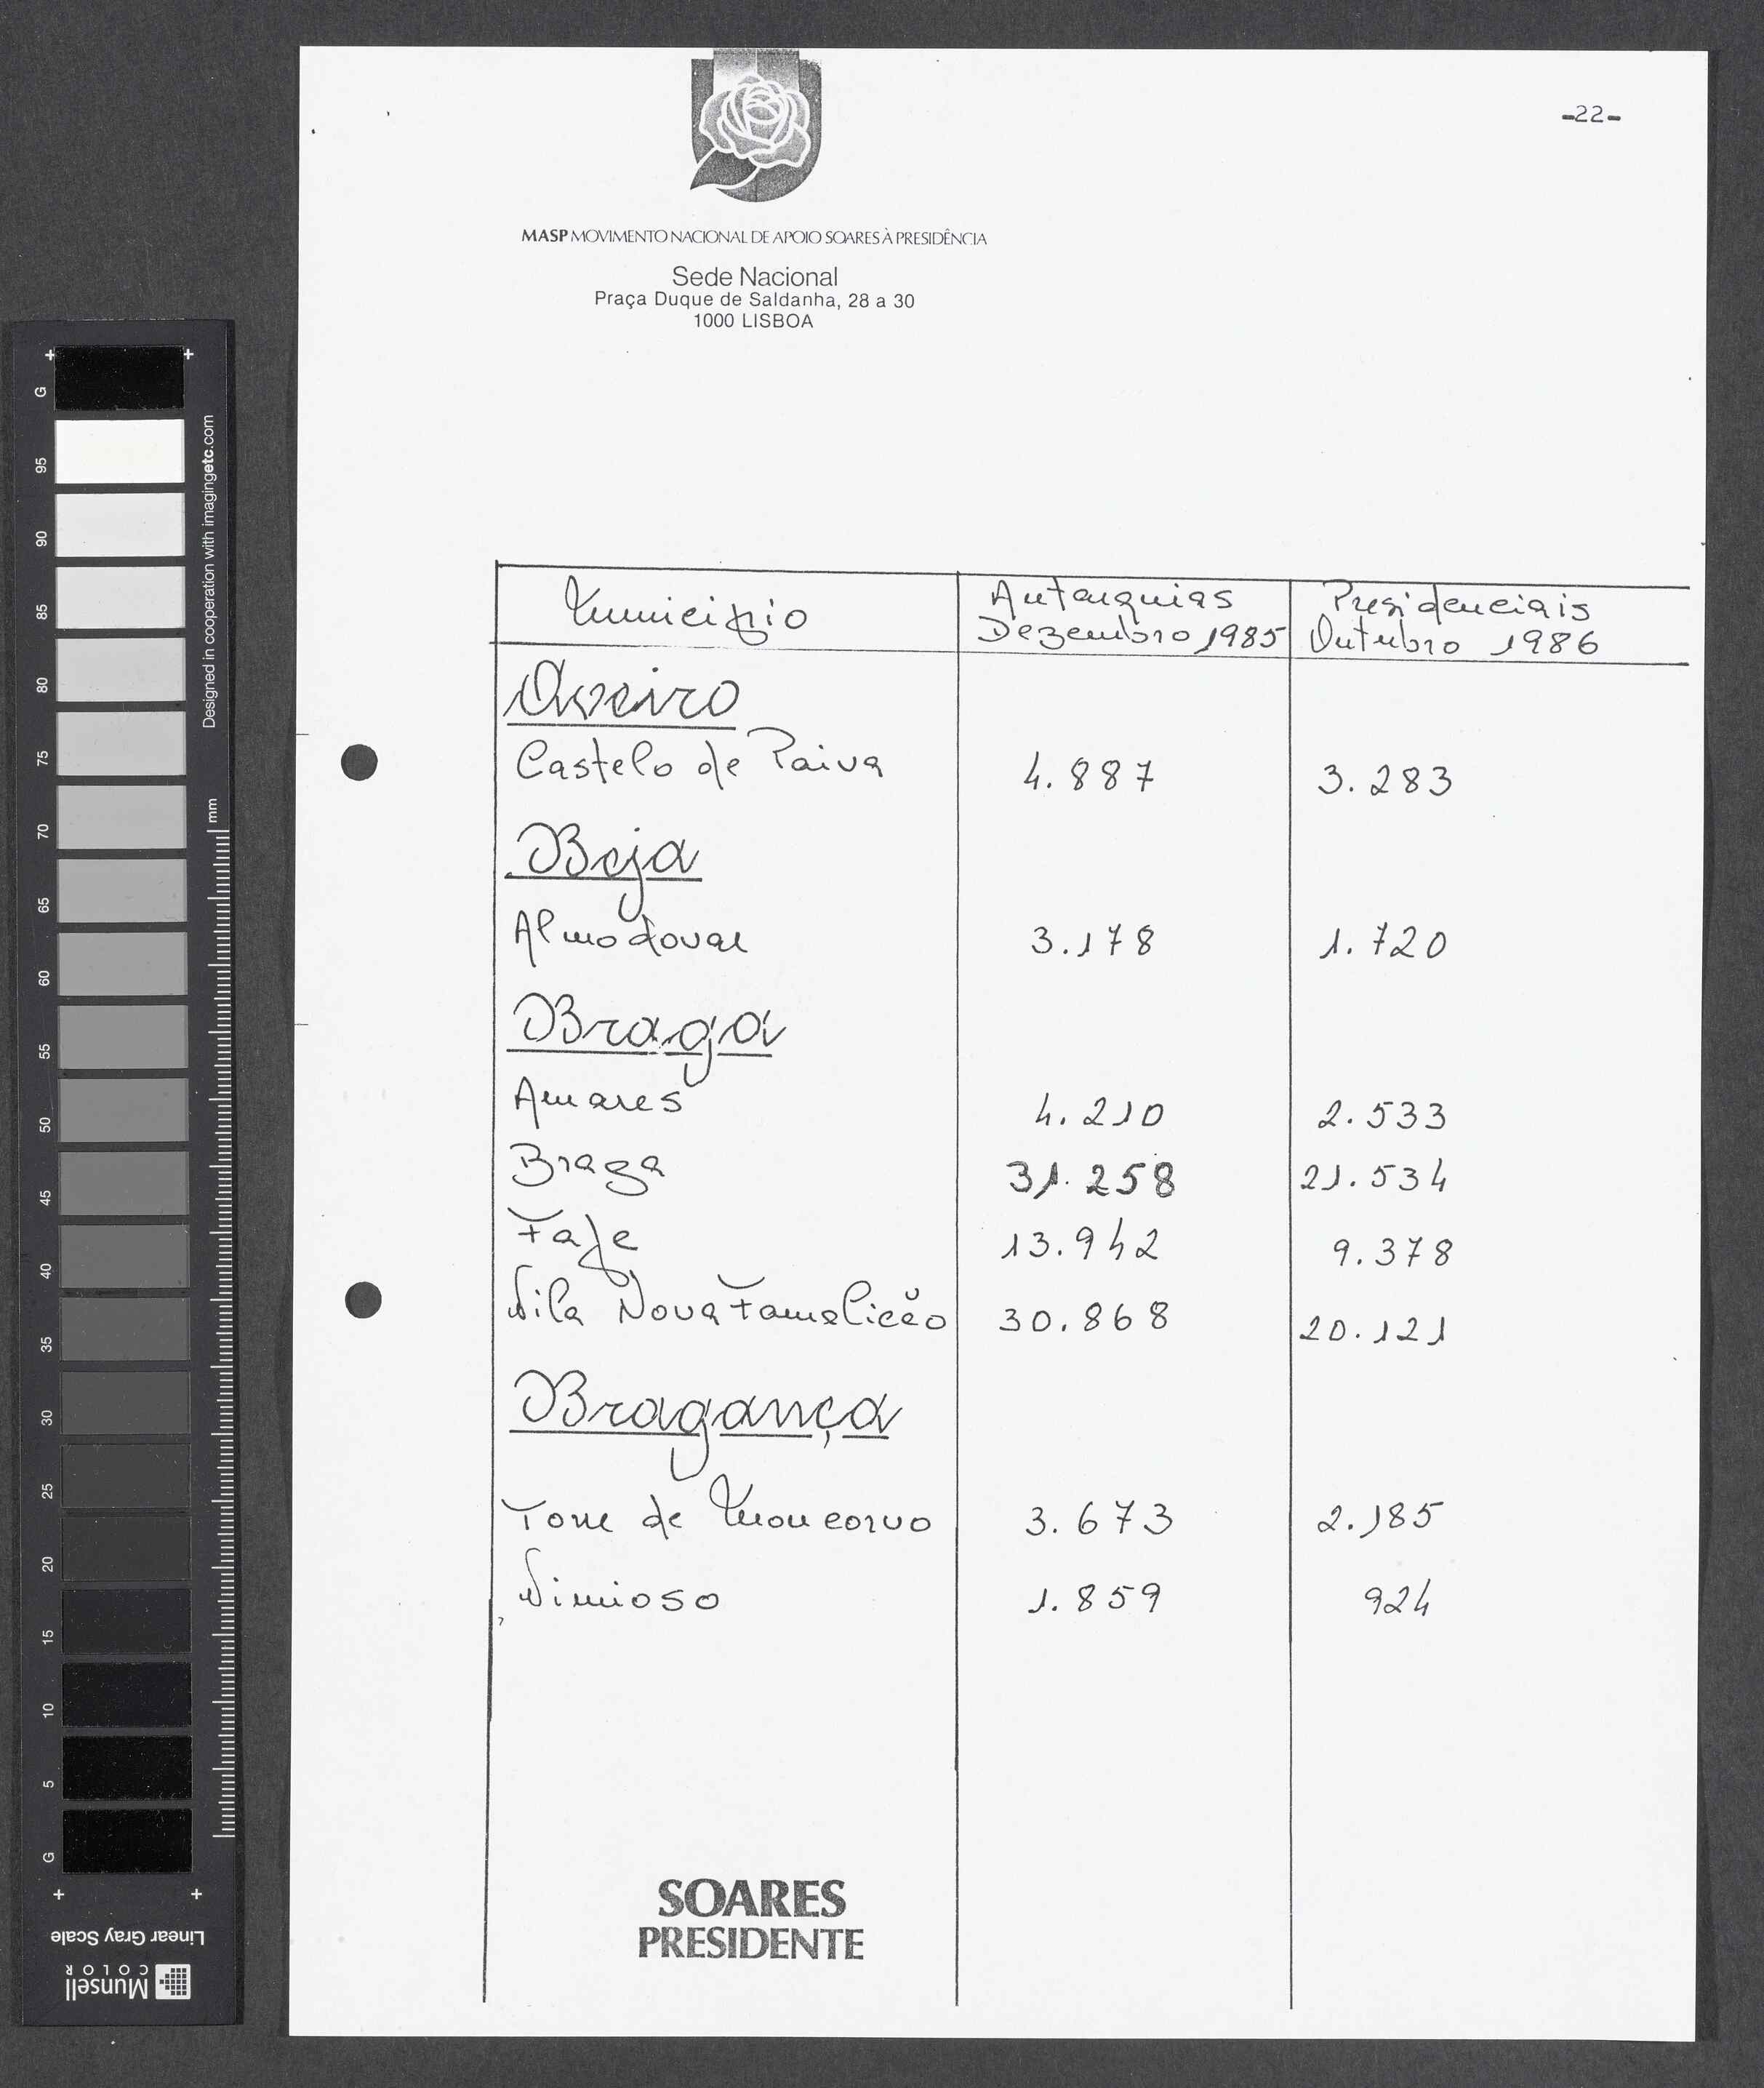 -22-
MASP MOVIMENTO NACIONAL DE APOIO SOARES À PRESIDÊNCIA
Sede Nacional
Praça Duque de Saldanha, 28 a 30
1000 LISBOA
Município Autarquias Dezembro 1985 Presidenciais Outubro 1986
Aveiro
Castelo de Paiva 4.887 3.283
Beja
Almodovar 3.178 1.720
Braga
Amares 4.210 2.533
Braga 31.258 21.534
Fafe 13.942 9.378
Vila Nova Famalicão 30.868 20.121
Bragança
Torre de Moncorvo 3.673 2.185
Vimioso 1.859 924
SOARES
PRESIDENTE
G 95 90 85 80 75 70 65 60 55 50 45 40 35 30 25 20 15 10 5 G
Designed in cooperation with imagingetc.com
mm
Linear Gray Scale
Munsell
COLOR